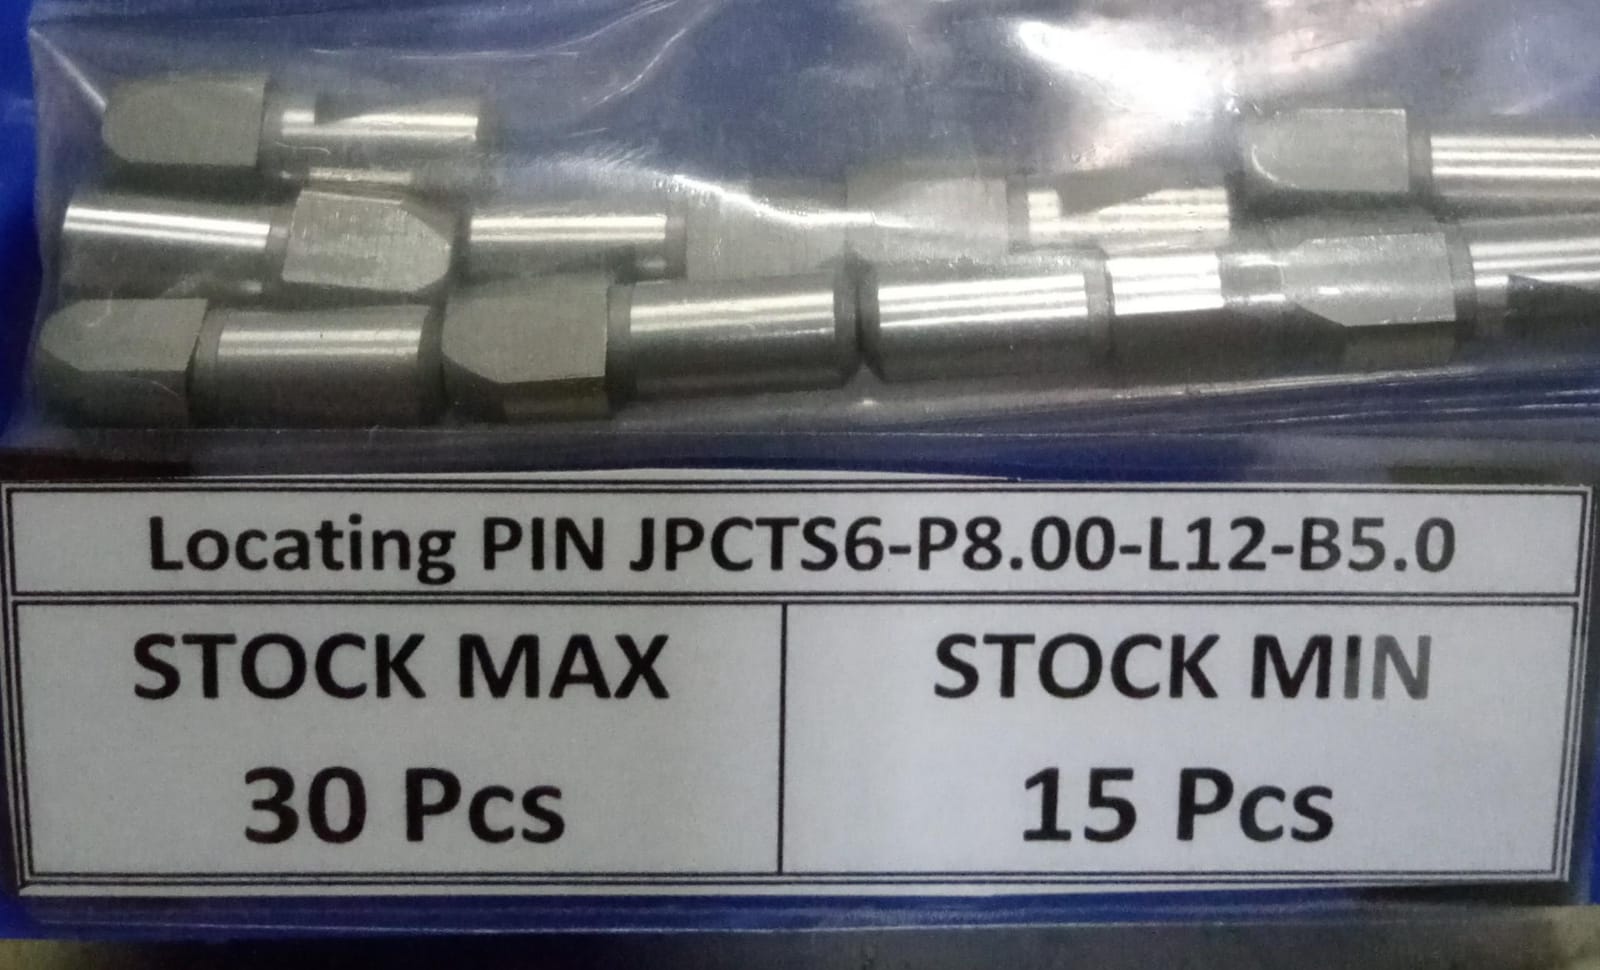 Locating PIN JPCTS6-P8.00-L12-B5.0
STOCK MAX
STOCK MIN
30 Pcs
15 Pcs